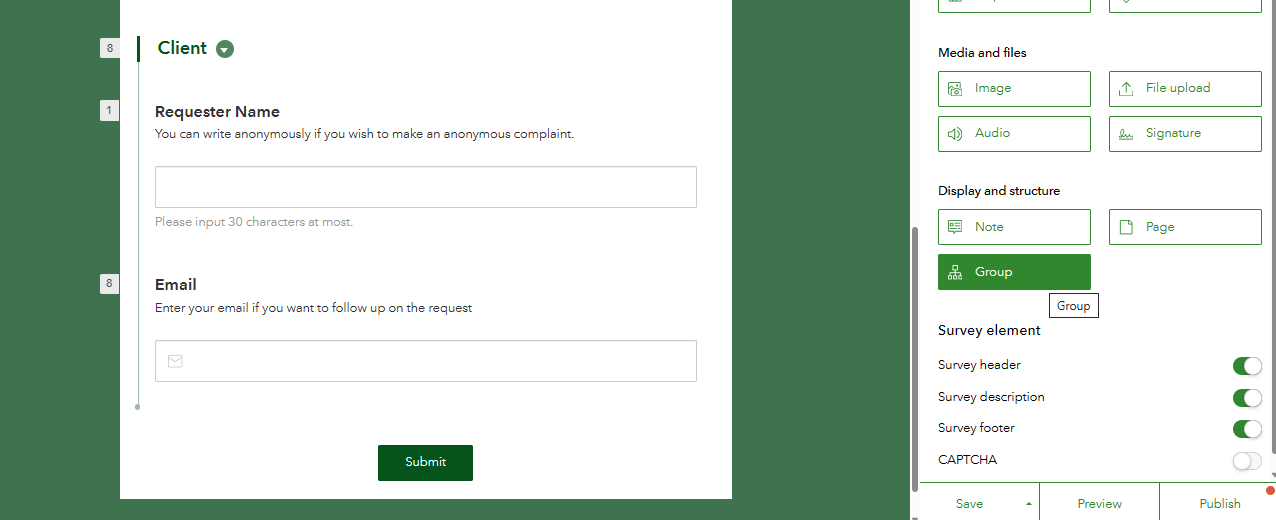 8
Client
1
Requester Name
You can write anonymously if you wish to make an anonymous complaint.
Please input 30 characters at most.
8
Email
Enter your email if you want to follow up on the request
Submit
Media and files
Image
File upload
Audio
Signature
Display and structure
Note
Page
Group
Group
Survey element
Survey header
Survey description
Survey footer
CAPTCHA
Save
Preview
Publish